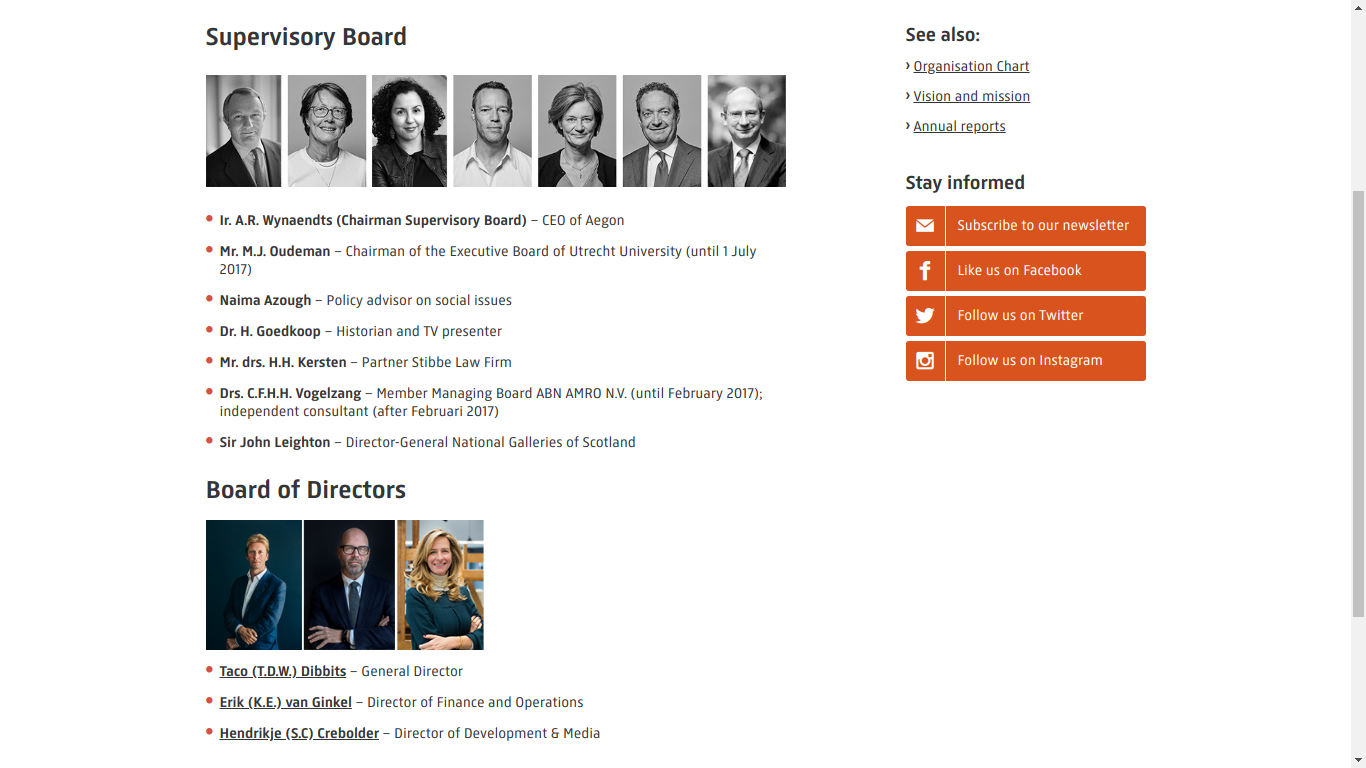 Supervisory Board
Ir. A.R. Wynaendts (Chairman Supervisory Board) – CEO of Aegon
Mr. M.J. Oudeman – Chairman of the Executive Board of Utrecht University (until 1 July
2017)
Naima Azough – Policy advisor on social issues
Dr. H. Goedkoop – Historian and TV presenter
Mr. drs. H.H. Kersten – Partner Stibbe Law Firm
Drs. C.F.H.H. Vogelzang – Member Managing Board ABN AMRO N.V. (until February 2017);
independent consultant (after Februari 2017)
Sir John Leighton – Director-General National Galleries of Scotland
Board of Directors
Taco (T.D.W.) Dibbits – General Director
Erik (K.E.) van Ginkel – Director of Finance and Operations
Hendrikje (S.C) Crebolder – Director of Development & Media
See also:
Organisation Chart
Vision and mission
Annual reports
Stay informed
Subscribe to our newsletter
Like us on Facebook
Follow us on Twitter
Follow us on Instagram